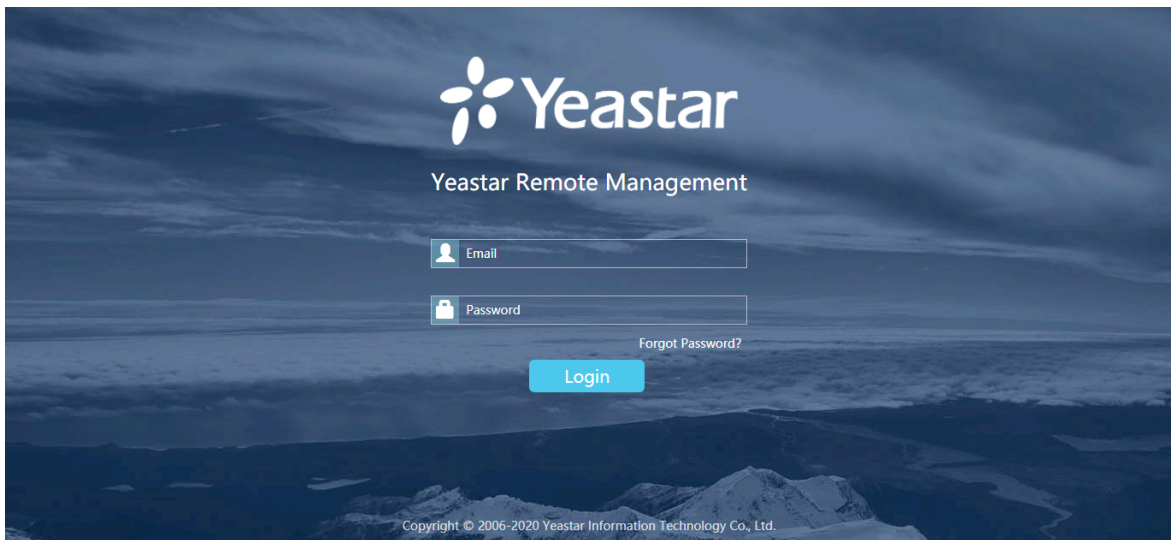 Yeastar
Yeastar Remote Management
Email
Password
Forgot Password?
Login
Copyright © 2006-2020 Yeastar Information Technology Co., Ltd.